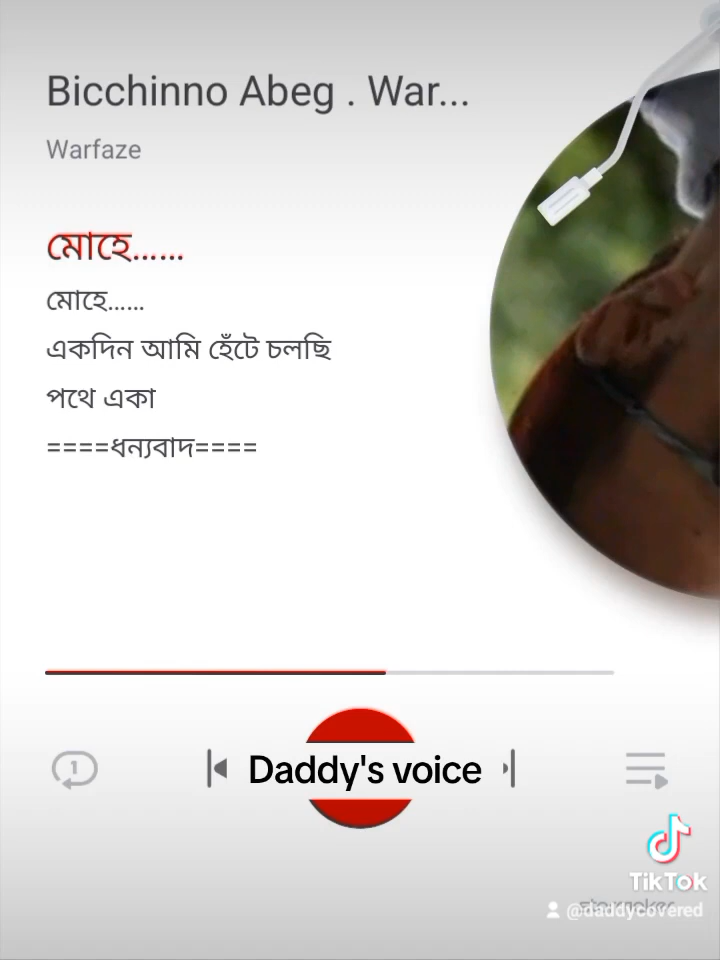 Bicchinno Abeg . War...
Warfaze
মোহে......
মোহে......
একদিন আমি হেঁটে চলছি
পথে একা
====ধন্যবাদ====
1
Daddy's voice
TikTok
@daddycovered